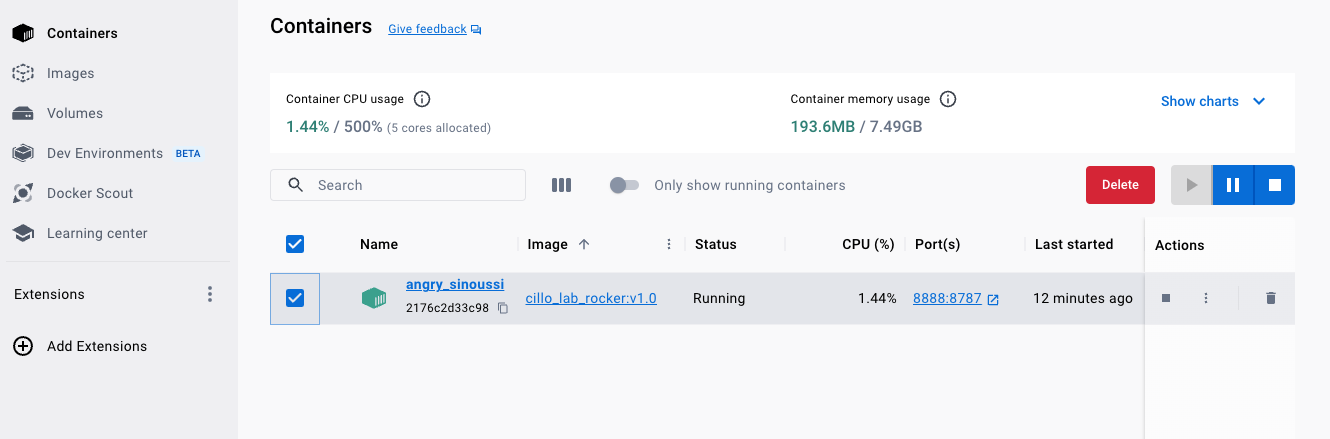 Containers
Images
Volumes
Dev Environments BETA
Docker Scout
Learning center
Extensions
Add Extensions
Containers Give feedback
Container CPU usage
1.44% / 500% (5 cores allocated)
Container memory usage
193.6MB / 7.49GB
Show charts
Search
Only show running containers
Delete
Name Image Status CPU (%) Port(s) Last started Actions
angry_sinoussi
2176c2d33c98
cillo_lab_rocker:v1.0 Running 1.44% 8888:8787 12 minutes ago